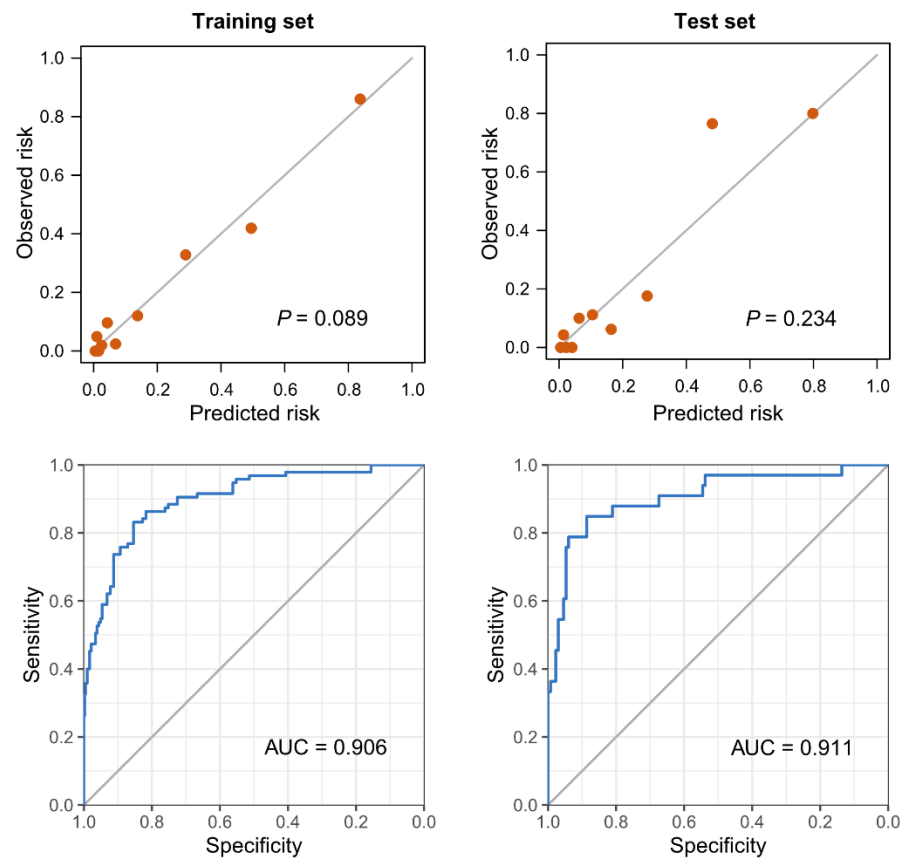 Training set
Test set
1.0
0.8
0.6
0.4
0.2
0.0
Observed risk
P = 0.089
0.0 0.2 0.4 0.6 0.8 1.0
Predicted risk
1.0
0.8
0.6
0.4
0.2
0.0
Observed risk
P = 0.234
0.0 0.2 0.4 0.6 0.8 1.0
Predicted risk
1.0
0.8
0.6
0.4
0.2
0.0
Sensitivity
AUC = 0.906
1.0 0.8 0.6 0.4 0.2 0.0
Specificity
1.0
0.8
0.6
0.4
0.2
0.0
Sensitivity
AUC = 0.911
1.0 0.8 0.6 0.4 0.2 0.0
Specificity